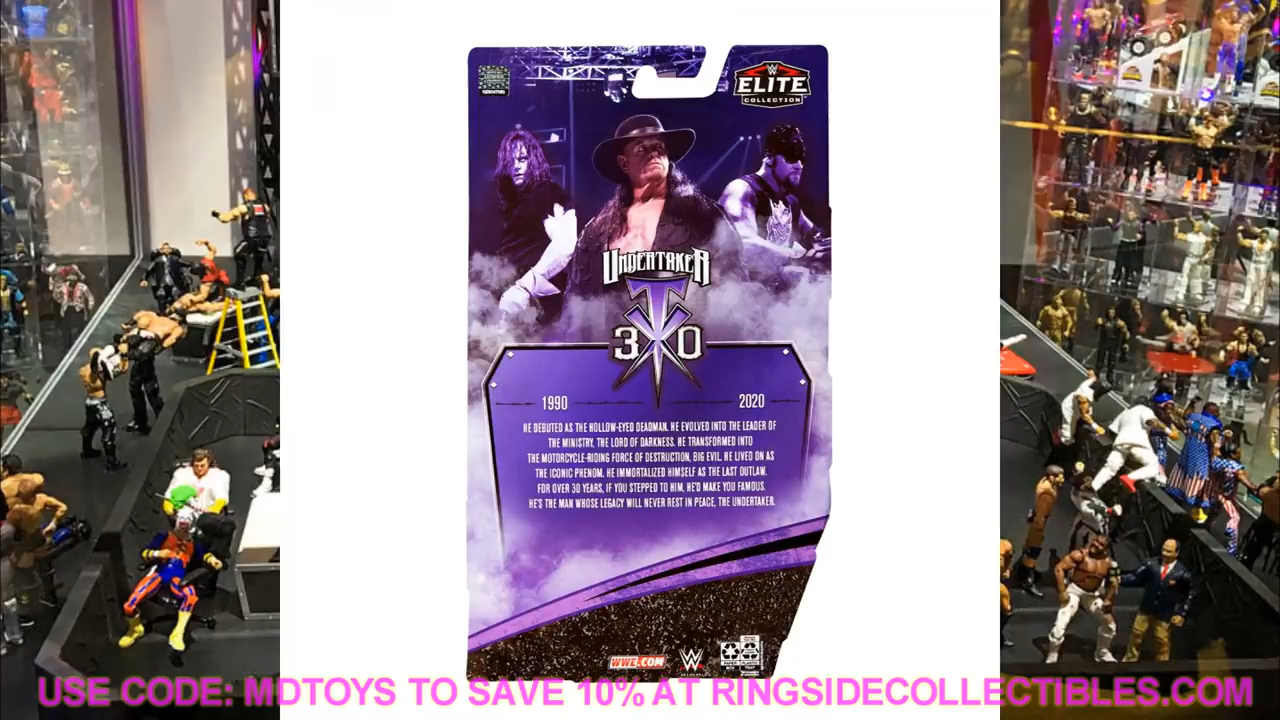 W
ELITE
COLLECTION
UNDERTAKER
30
1990
2020
HE DEBUTED AS THE HOLLOW-EYED DEADMAN. HE EVOLVED INTO THE LEADER OF
THE MINISTRY, THE LORD OF DARKNESS. HE TRANSFORMED INTO
THE MOTORCYCLE-RIDING FORCE OF DESTRUCTION, BIG EVIL. HE LIVED ON AS
THE ICONIC PHENOM. HE IMMORTALIZED HIMSELF AS THE LAST OUTLAW.
FOR OVER 30 YEARS, IF YOU STEPPED TO HIM, HE'D MAKE YOU FAMOUS.
HE'S THE MAN WHOSE LEGACY WILL NEVER REST IN PEACE, THE UNDERTAKER.
WWE.COM
W
USE CODE: MDTOYS TO SAVE 10% AT RINGSIDECOLLECTIBLES.COM